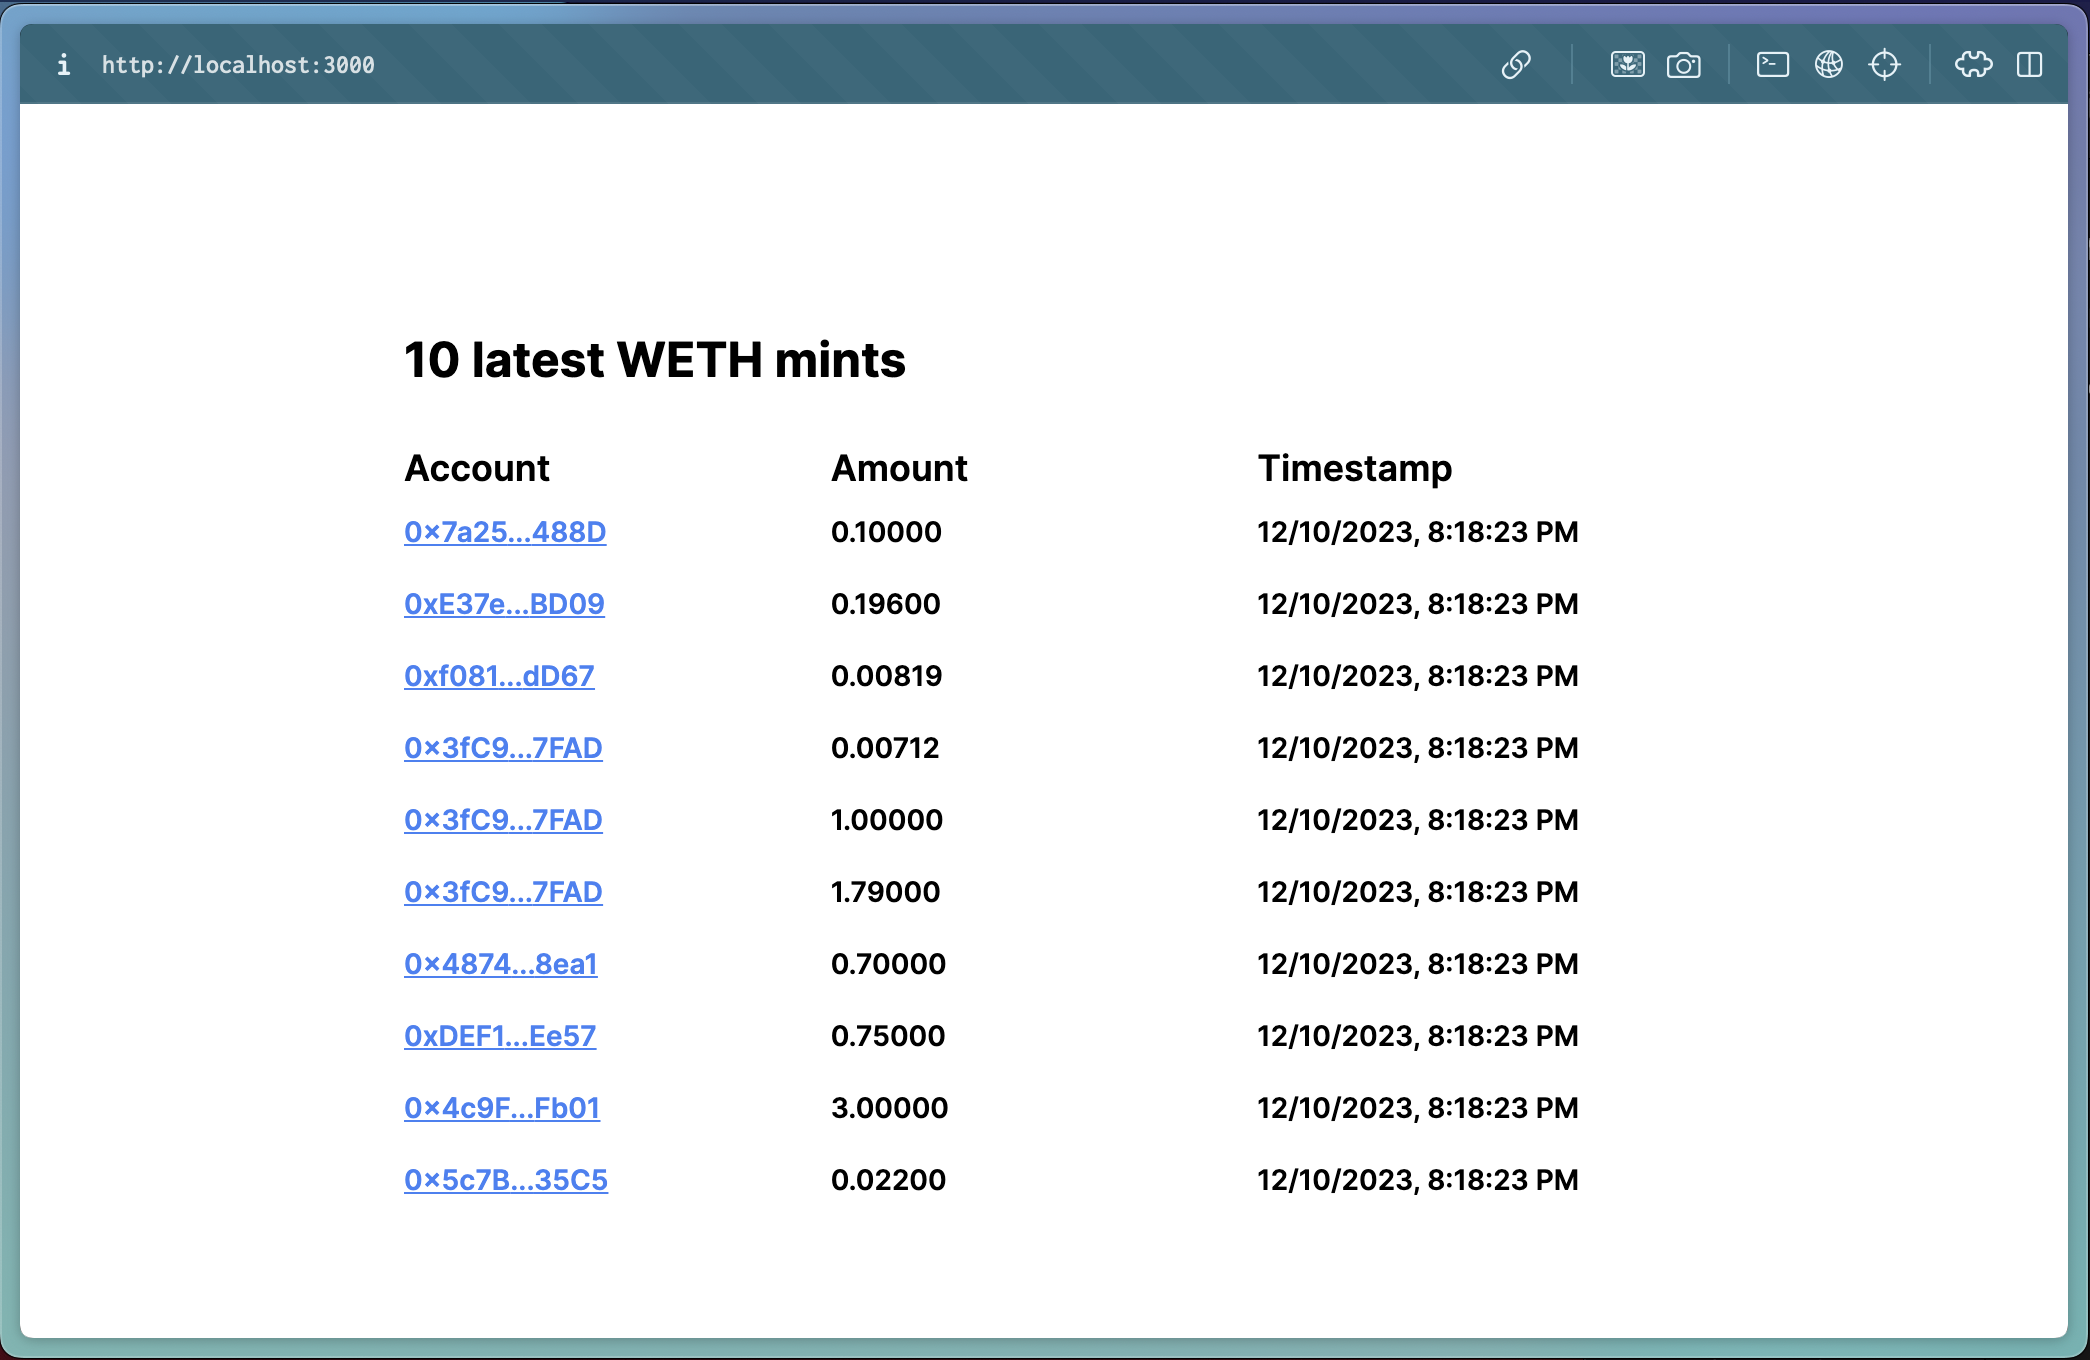 i http://localhost:3000
10 latest WETH mints
Account Amount Timestamp
0x7a25...488D 0.10000 12/10/2023, 8:18:23 PM
0xE37e...BD09 0.19600 12/10/2023, 8:18:23 PM
0xf081...dD67 0.00819 12/10/2023, 8:18:23 PM
0x3fC9...7FAD 0.00712 12/10/2023, 8:18:23 PM
0x3fC9...7FAD 1.00000 12/10/2023, 8:18:23 PM
0x3fC9...7FAD 1.79000 12/10/2023, 8:18:23 PM
0x4874...8ea1 0.70000 12/10/2023, 8:18:23 PM
0xDEF1...Ee57 0.75000 12/10/2023, 8:18:23 PM
0x4c9F...Fb01 3.00000 12/10/2023, 8:18:23 PM
0x5c7B...35C5 0.02200 12/10/2023, 8:18:23 PM